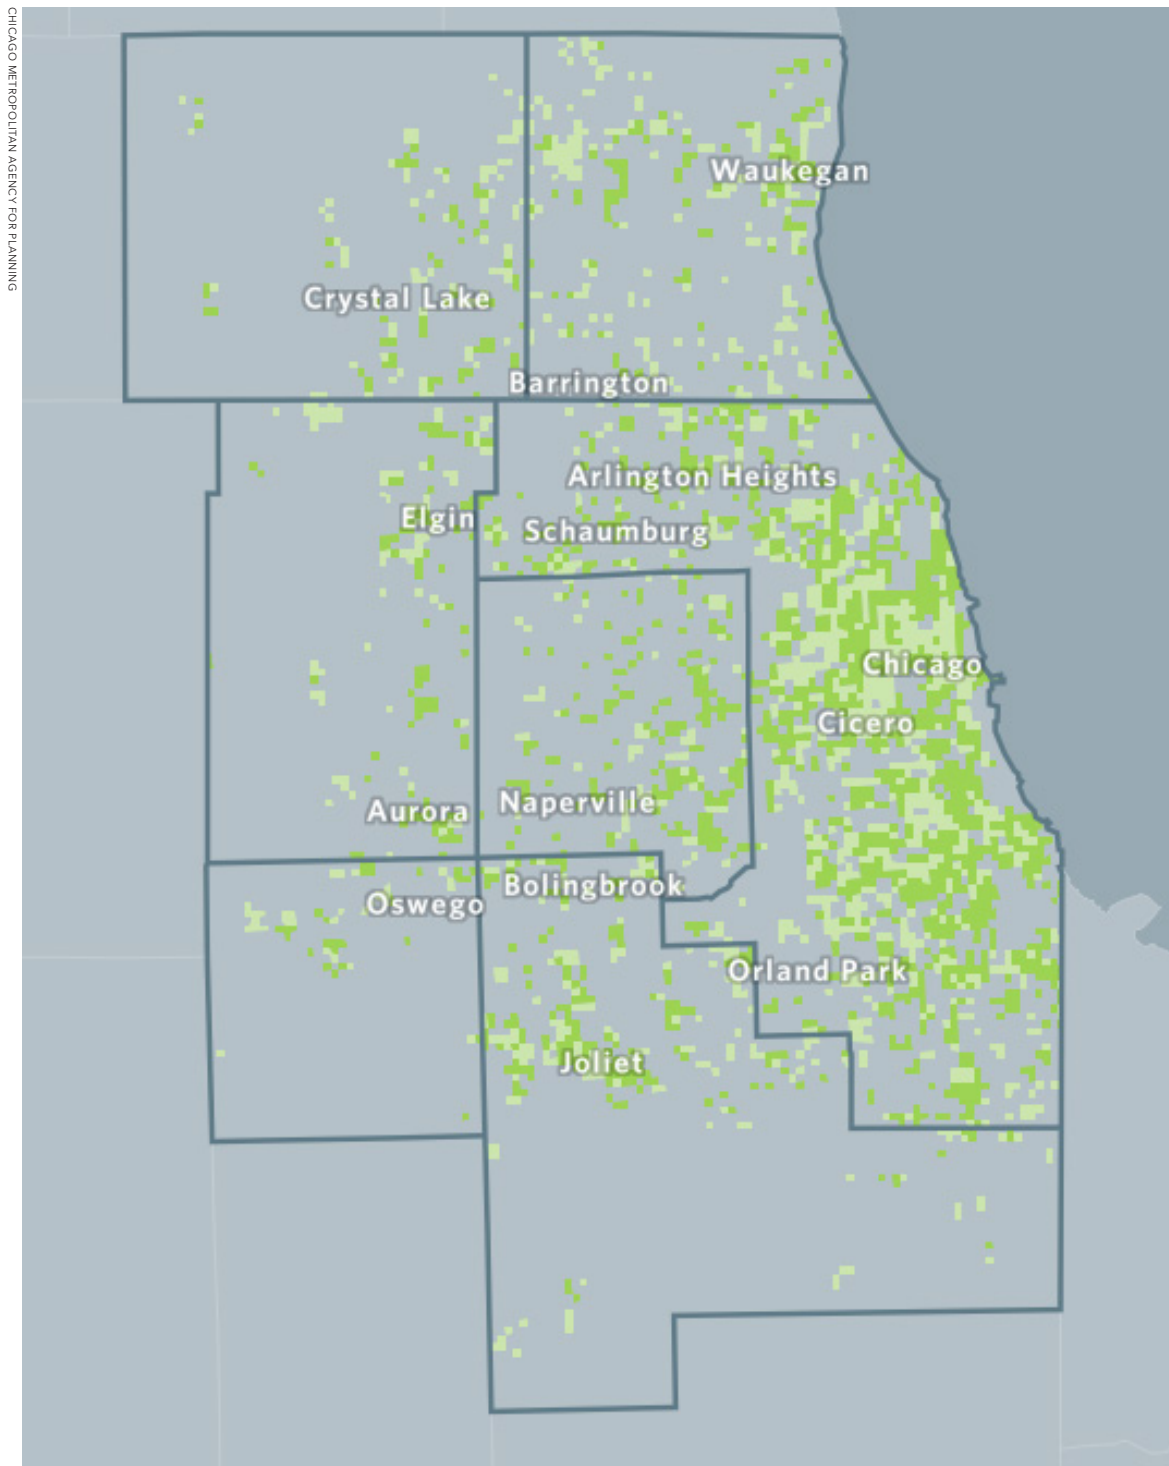 CHICAGO METROPOLITAN AGENCY FOR PLANNING
Waukegan
Crystal Lake
Barrington
Arlington Heights
Elgin
Schaumburg
Chicago
Cicero
Naperville
Aurora
Bolingbrook
Oswego
Orland Park
Joliet